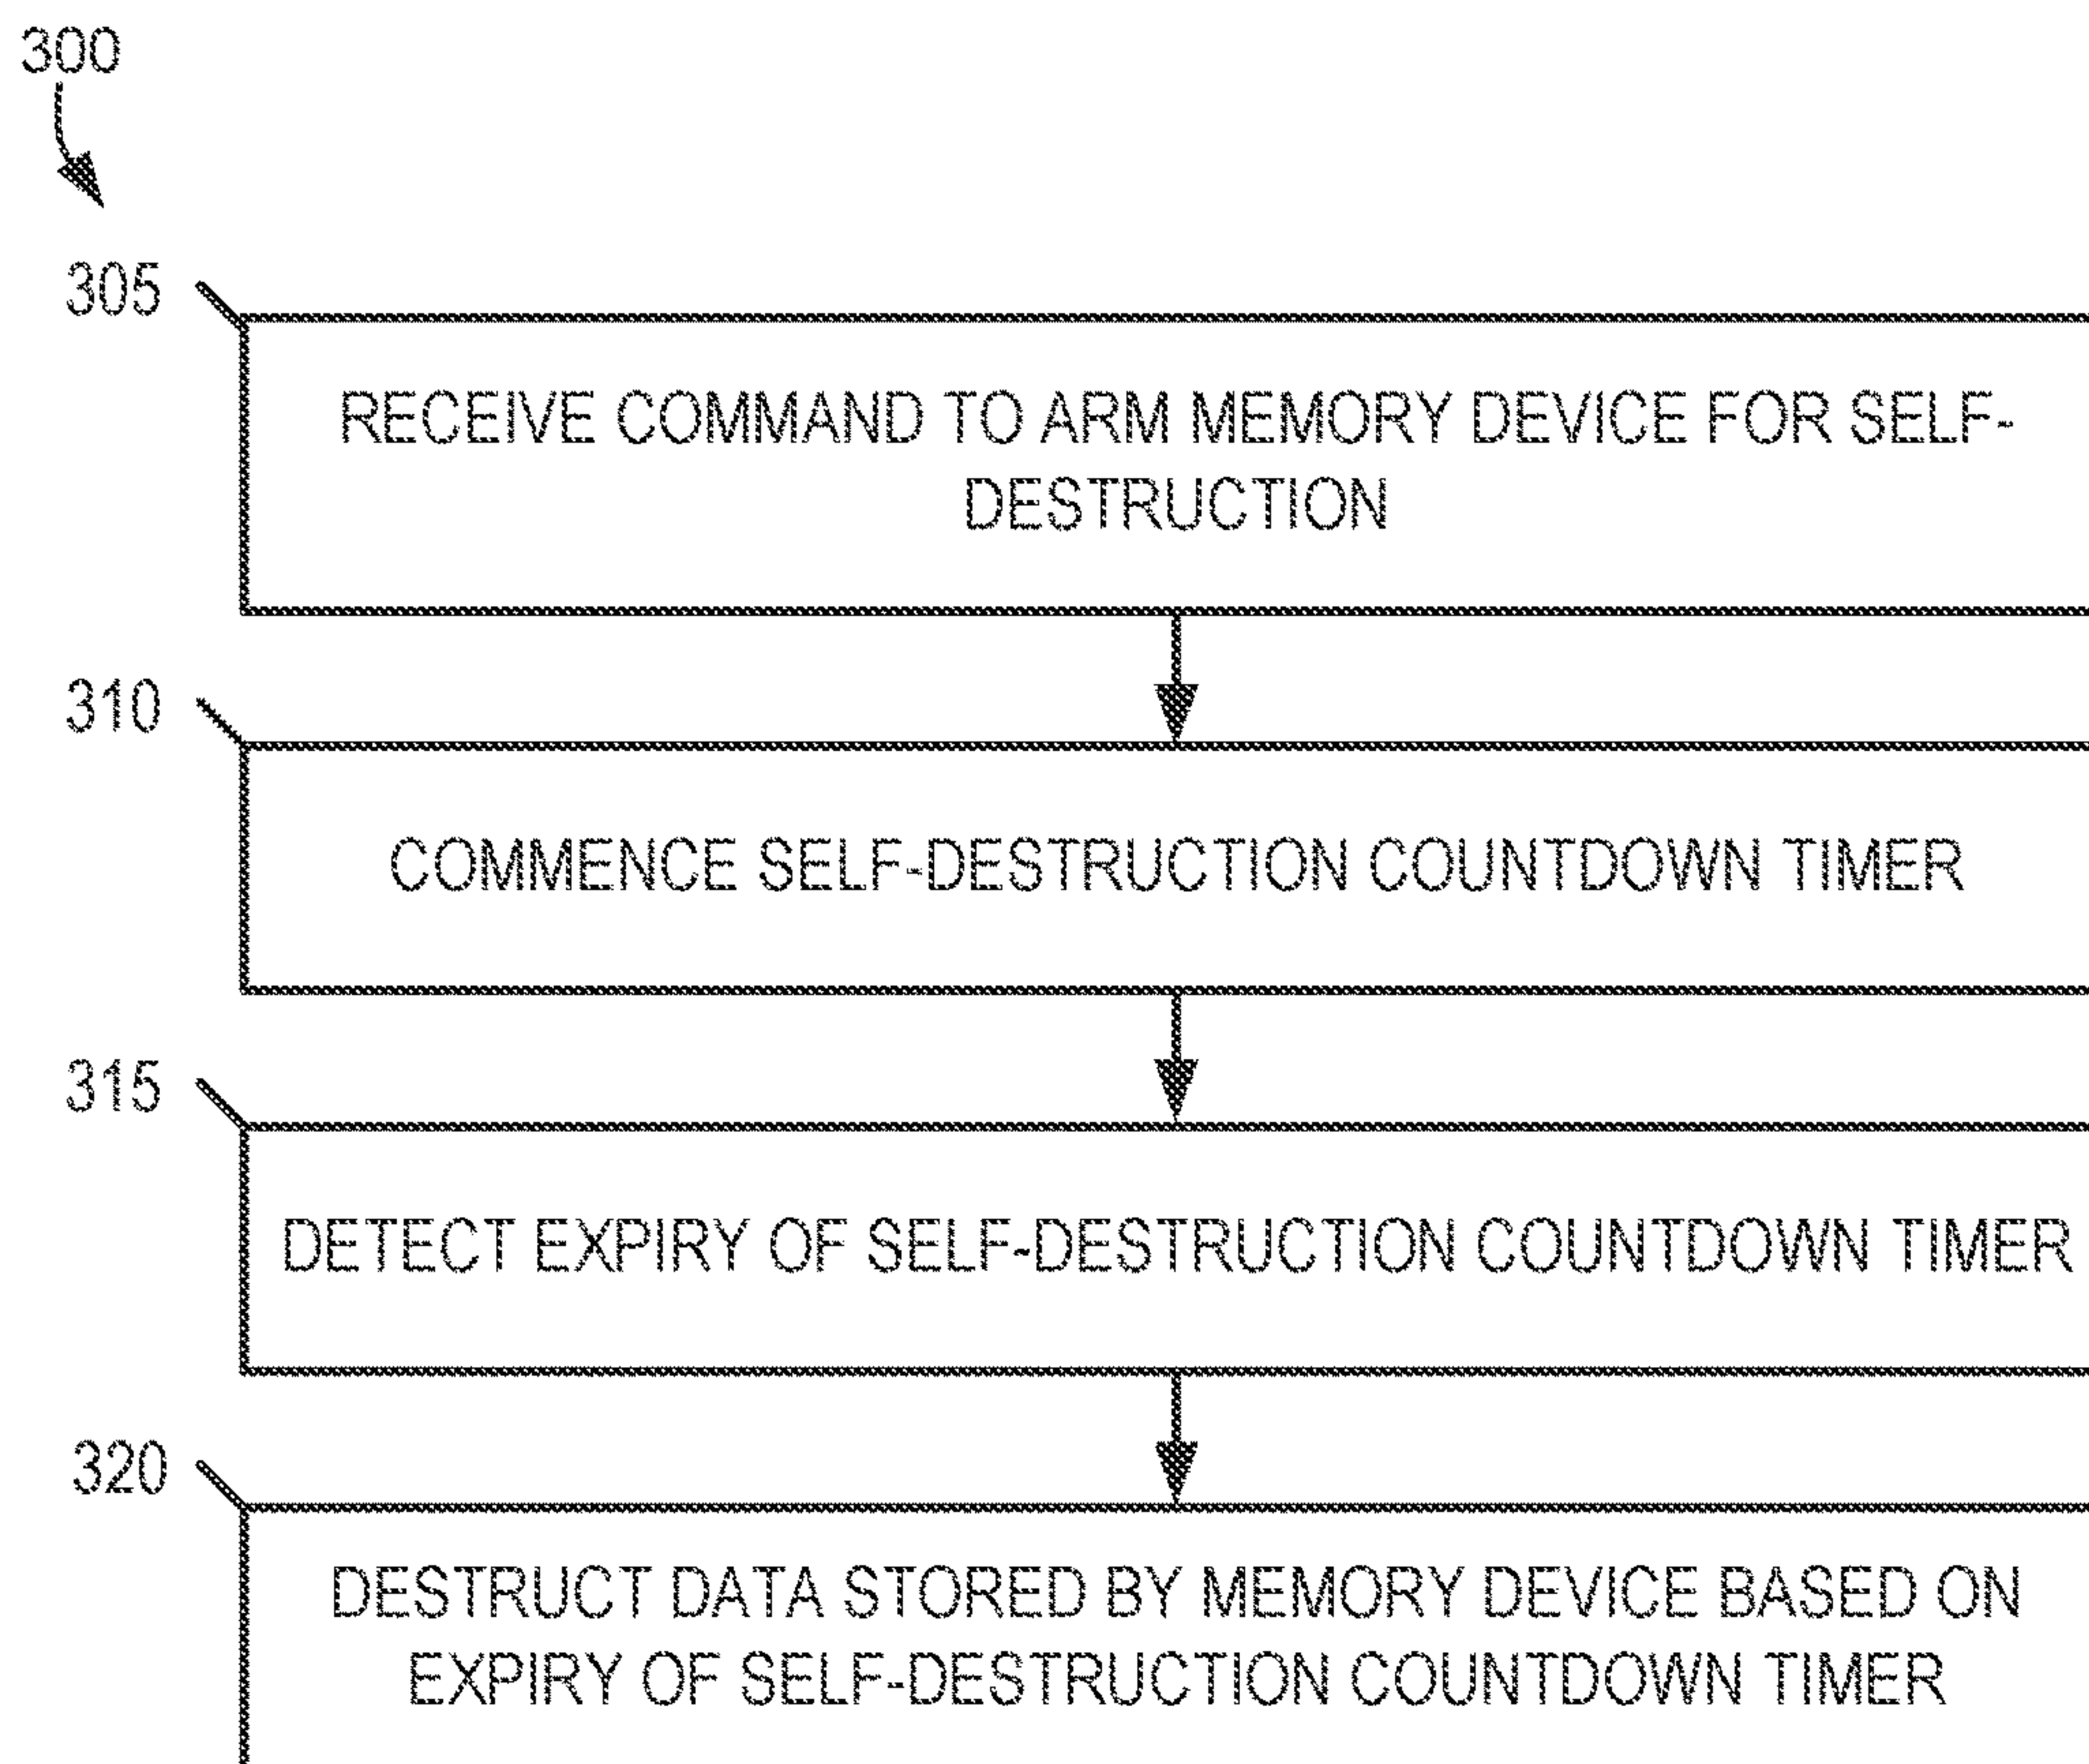 300
305
RECEIVE COMMAND TO ARM MEMORY DEVICE FOR SELF-
DESTRUCTION
310
COMMENCE SELF-DESTRUCTION COUNTDOWN TIMER
315
DETECT EXPIRY OF SELF-DESTRUCTION COUNTDOWN TIMER
320
DESTRUCT DATA STORED BY MEMORY DEVICE BASED ON
EXPIRY OF SELF-DESTRUCTION COUNTDOWN TIMER